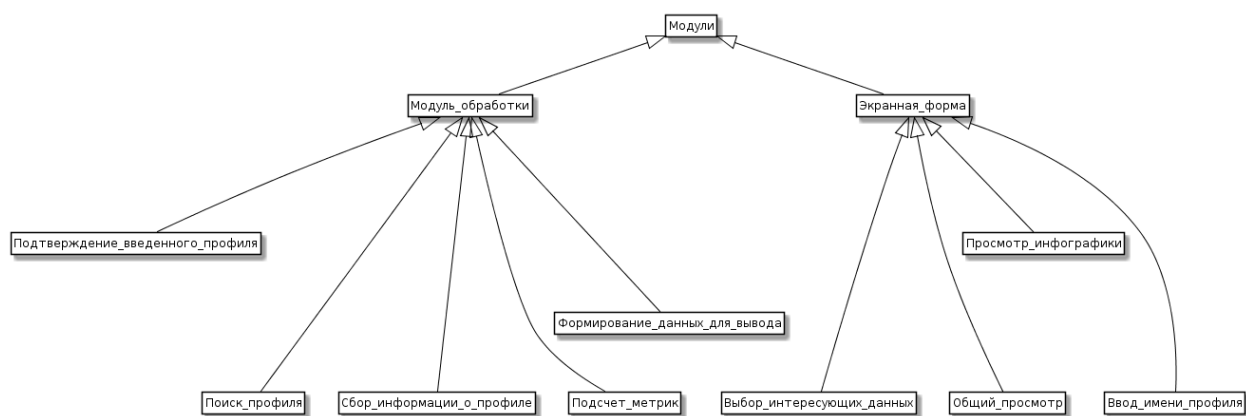 Модули
Модуль_обработки
Экранная_форма
Подтверждение_введенного_профиля
Просмотр_инфографики
Формирование_данных_для_вывода
Поиск_профиля
Сбор_информации_о_профиле
Подсчет_метрик
Выбор_интересующих_данных
Общий_просмотр
Ввод_имени_профиля